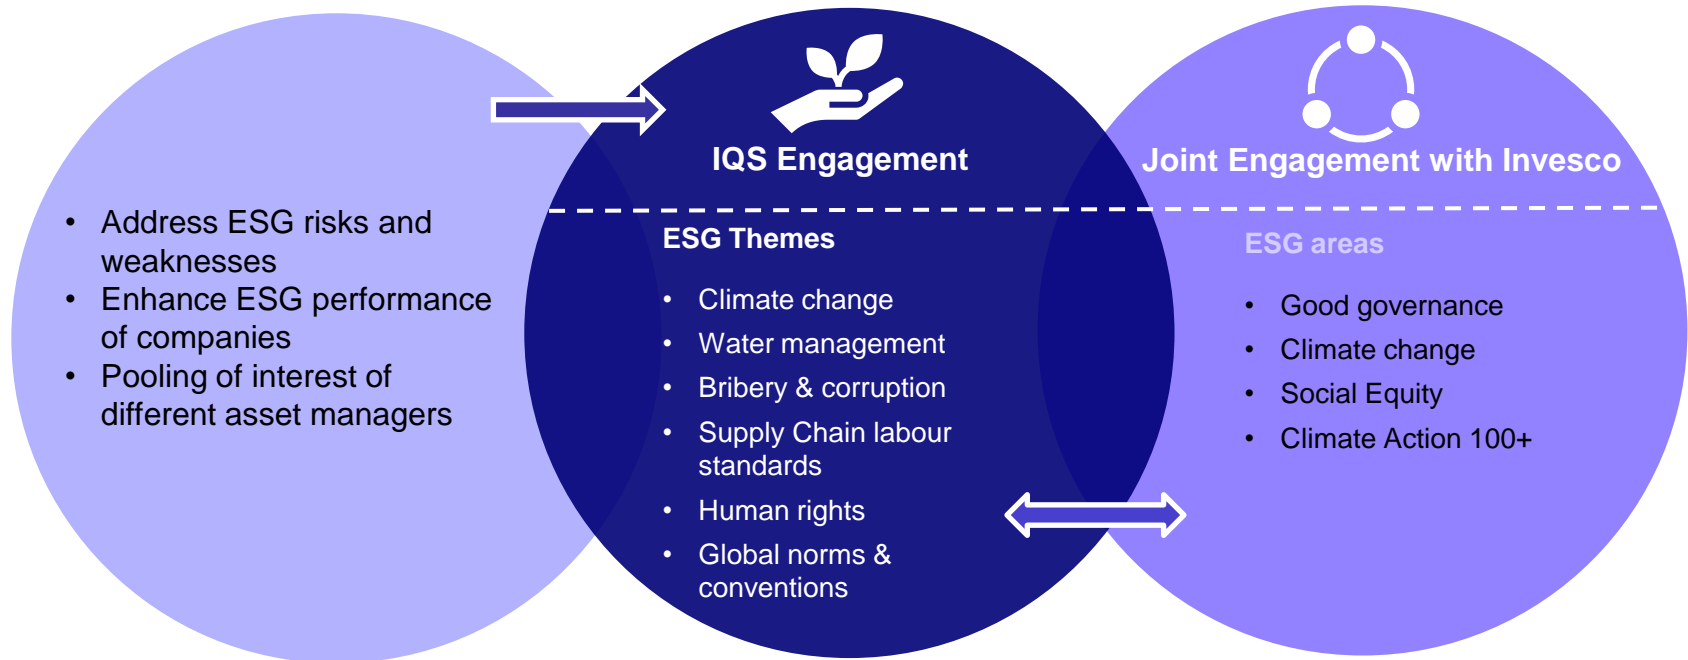 • Address ESG risks and
weaknesses
• Enhance ESG performance
of companies
• Pooling of interest of
different asset managers
IQS Engagement
ESG Themes
• Climate change
• Water management
• Bribery & corruption
• Supply Chain labour
standards
• Human rights
• Global norms &
conventions
Joint Engagement with Invesco
ESG areas
• Good governance
• Climate change
• Social Equity
• Climate Action 100+